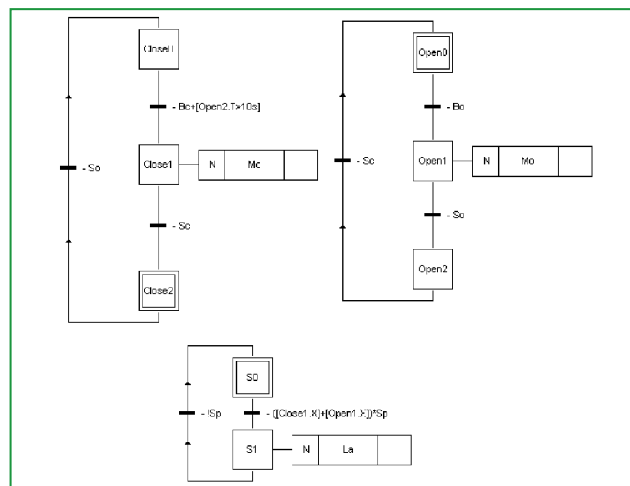 Close0
- Bc+[Open2.T>10s]
Close1
N
Mc
- So
- Sc
Close2
Open0
- Bo
Open1
N
Mo
- Sc
- So
Open2
S0
- !Sp
- ([Close1.X]+[Open1.X])*Sp
S1
N
La